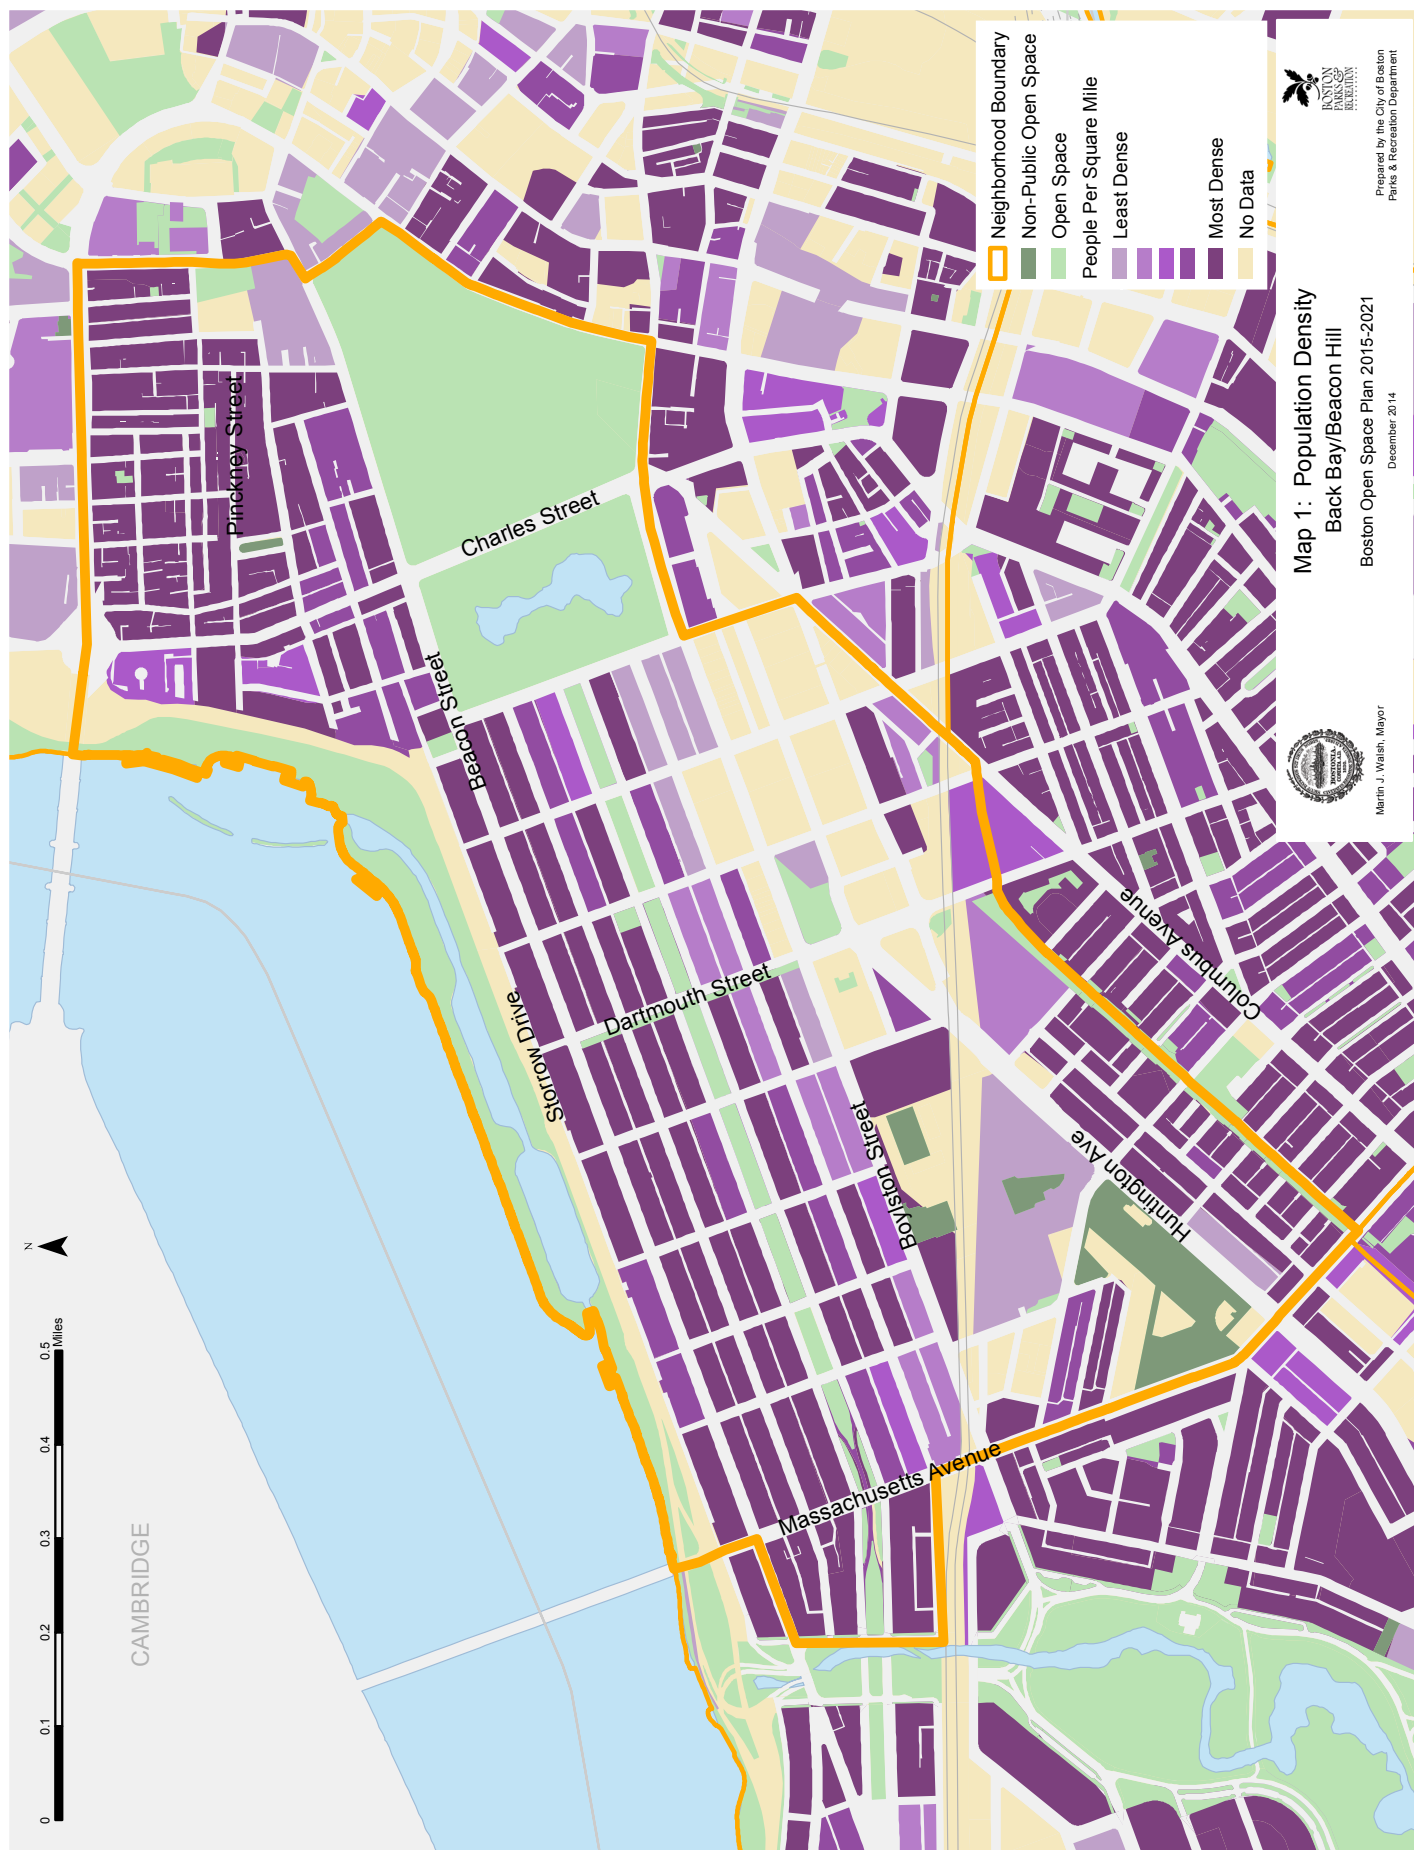 Neighborhood Boundary
Non-Public Open Space
Open Space
People Per Square Mile
Least Dense
Most Dense
No Data
Map 1: Population Density
Back Bay/Beacon Hill
Boston Open Space Plan 2015-2021
December 2014
Martin J. Walsh, Mayor
BOSTON
PARKS &
RECREATION
Prepared by the City of Boston
Parks & Recreation Department
Pinckney Street
Charles Street
Beacon Street
Storrow Drive
Dartmouth Street
Boylston Street
Columbus Avenue
Huntington Ave
Massachusetts Avenue
CAMBRIDGE
N
0 0.1 0.2 0.3 0.4 0.5
Miles